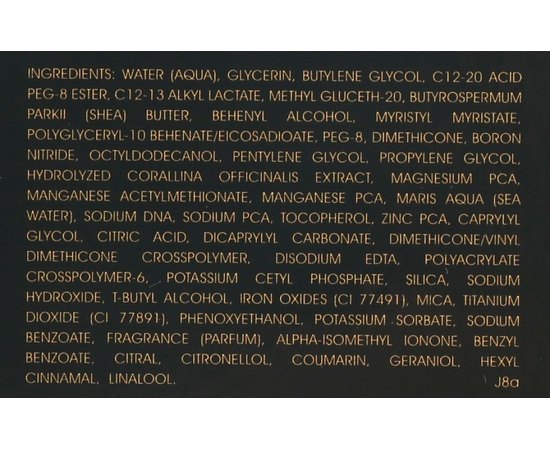 INGREDIENTS: WATER (AQUA), GLYCERIN, BUTYLENE GLYCOL, C12-20 ACID
PEG-8 ESTER, C12-13 ALKYL LACTATE, METHYL GLUCETH-20, BUTYROSPERMUM
PARKII (SHEA) BUTTER, BEHENYL ALCOHOL, MYRISTYL MYRISTATE,
POLYGLYCERYL-10 BEHENATE/EICOSADIOATE, PEG-8, DIMETHICONE, BORON
NITRIDE, OCTYLDODECANOL, PENTYLENE GLYCOL, PROPYLENE GLYCOL,
HYDROLYZED CORALLINA OFFICINALIS EXTRACT, MAGNESIUM PCA,
MANGANESE ACETYLMETHIONATE, MANGANESE PCA, MARIS AQUA (SEA
WATER), SODIUM DNA, SODIUM PCA, TOCOPHEROL, ZINC PCA, CAPRYLYL
GLYCOL, CITRIC ACID, DICAPRYLYL CARBONATE, DIMETHICONE/VINYL
DIMETHICONE CROSSPOLYMER, DISODIUM EDTA, POLYACRYLATE
CROSSPOLYMER-6, POTASSIUM CETYL PHOSPHATE, SILICA, SODIUM
HYDROXIDE, T-BUTYL ALCOHOL, IRON OXIDES (CI 77491), MICA, TITANIUM
DIOXIDE (CI 77891), PHENOXYETHANOL, POTASSIUM SORBATE, SODIUM
BENZOATE, FRAGRANCE (PARFUM), ALPHA-ISOMETHYL IONONE, BENZYL
BENZOATE, CITRAL, CITRONELLOL, COUMARIN, GERANIOL, HEXYL
CINNAMAL, LINALOOL. J8a